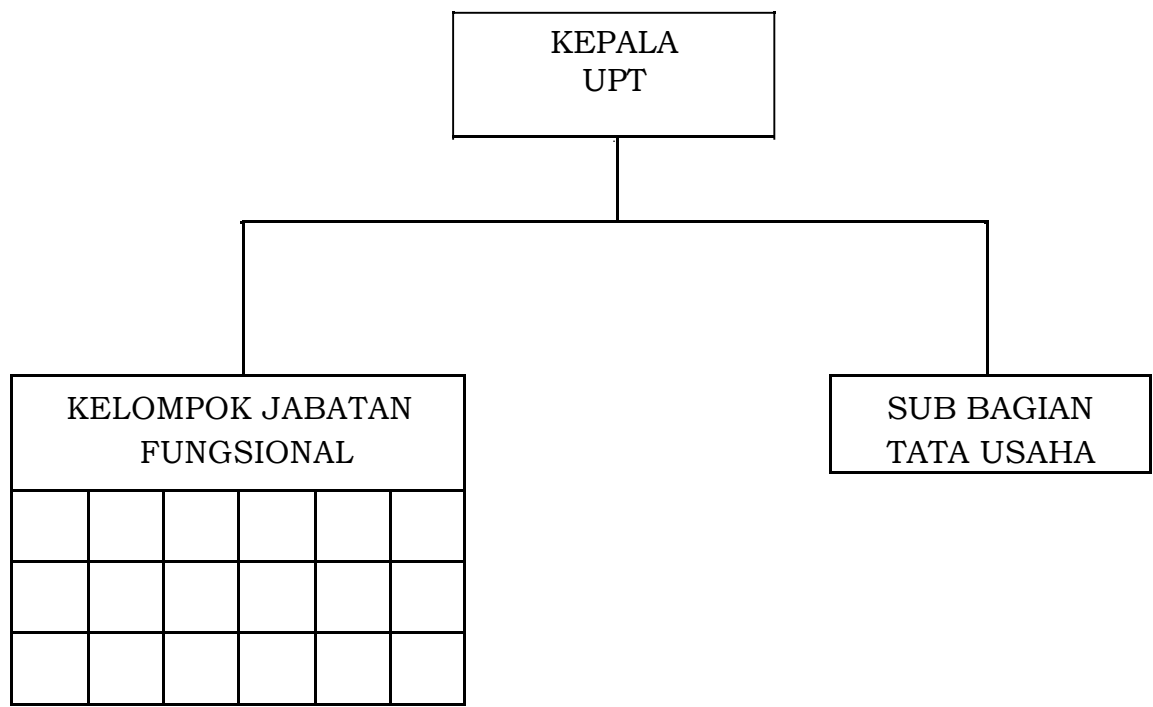 KEPALA
UPT
KELOMPOK JABATAN
FUNGSIONAL
SUB BAGIAN
TATA USAHA